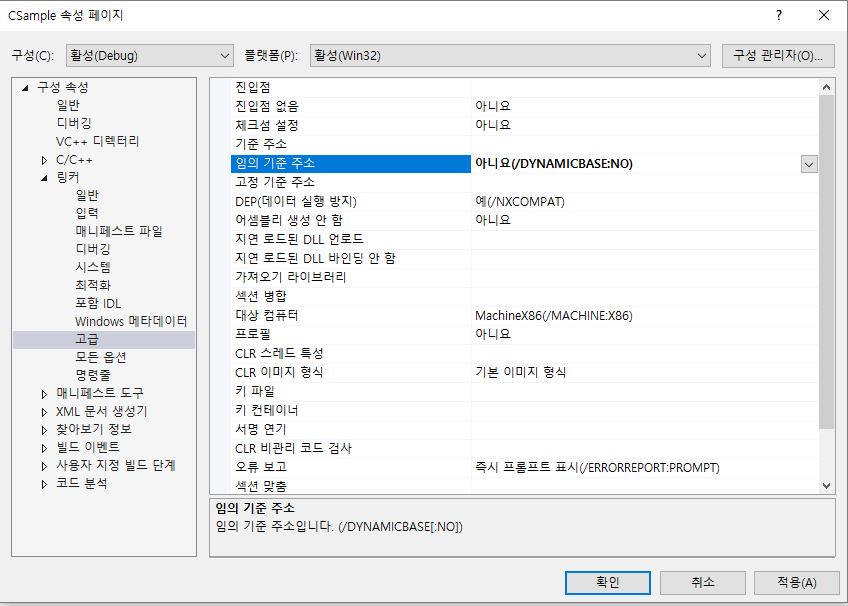 CSample 속성 페이지
구성(C): 활성(Debug) 플랫폼(P): 활성(Win32) 구성 관리자(O)...
구성 속성
일반
디버깅
VC++ 디렉터리
C/C++
링커
일반
입력
매니페스트 파일
디버깅
시스템
최적화
포함 IDL
Windows 메타데이터
고급
모든 옵션
명령줄
매니페스트 도구
XML 문서 생성기
찾아보기 정보
빌드 이벤트
사용자 지정 빌드 단계
코드 분석
진입점
진입점 없음 아니요
체크섬 설정 아니요
기준 주소
임의 기준 주소 아니요(/DYNAMICBASE:NO)
고정 기준 주소
DEP(데이터 실행 방지) 예(/NXCOMPAT)
어셈블리 생성 안 함 아니요
지연 로드된 DLL 언로드
지연 로드된 DLL 바인딩 안 함
가져오기 라이브러리
섹션 병합
대상 컴퓨터 MachineX86(/MACHINE:X86)
프로필 아니요
CLR 스레드 특성
CLR 이미지 형식 기본 이미지 형식
키 파일
키 컨테이너
서명 연기
CLR 비관리 코드 검사
오류 보고 즉시 프롬프트 표시(/ERRORREPORT:PROMPT)
섹션 맞춤
임의 기준 주소
임의 기준 주소입니다. (/DYNAMICBASE[:NO])
확인 취소 적용(A)